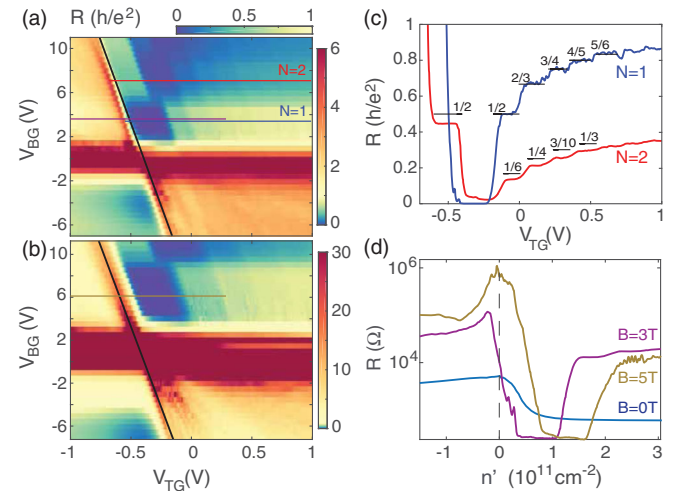 (a)
R (h/e²)
0
0.5
1
V_BG (V)
10
6
2
-2
-6
N=2
N=1
6
4
2
0
(b)
V_BG (V)
10
6
2
-2
-6
30
20
10
0
-1
-0.5
0
0.5
1
V_TG (V)
(c)
R (h/e²)
1
0.8
0.6
0.4
0.2
0
1/2
1/2
2/3
3/4
4/5
5/6
N=1
1/6
1/4
3/10
1/3
N=2
-0.5
0
0.5
1
V_TG (V)
(d)
R (Ω)
10⁶
10⁴
B=3T
B=5T
B=0T
-1
0
1
2
3
n' (10¹¹cm⁻²)